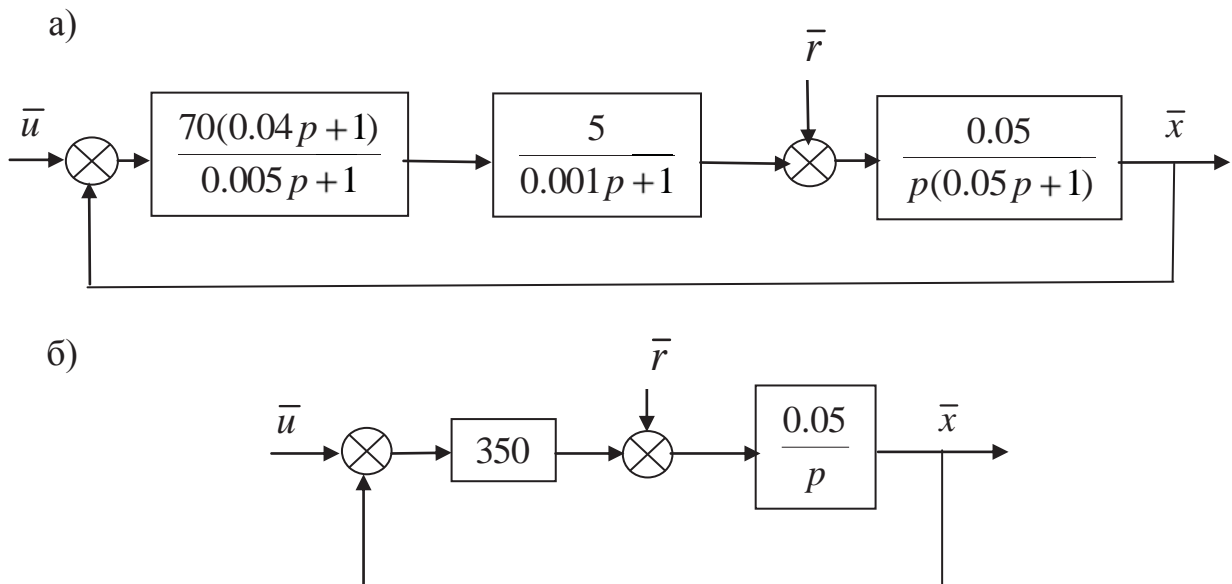 а)
r̅
u̅
70(0.04p+1)
0.005p+1
5
0.001p+1
0.05
p(0.05p+1)
x̅
б)
r̅
u̅
350
0.05
p
x̅